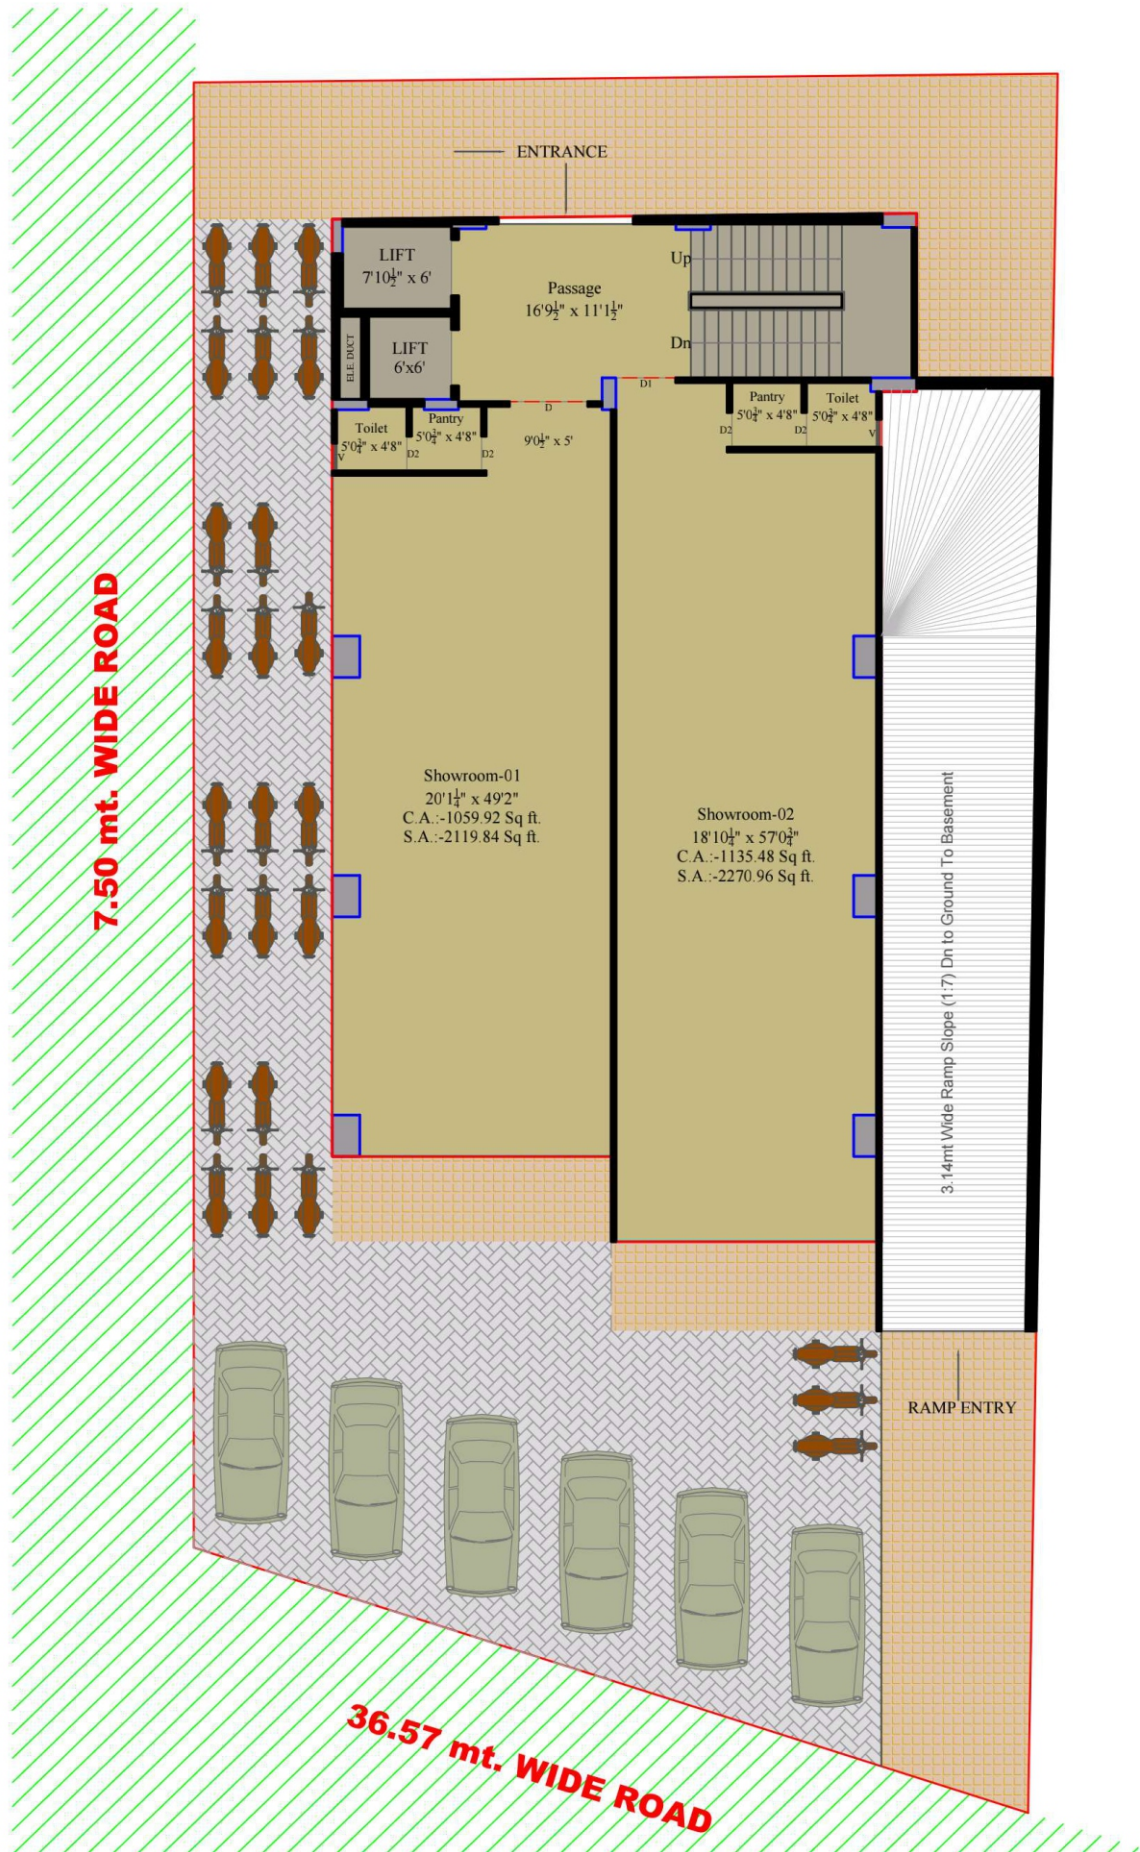 ENTRANCE
LIFT
7'10½" x 6'
Passage
16'9½" x 11'1½"
Up
Dn
ELE. DUCT
LIFT
6'x6'
D
D1
Toilet
5'0¾" x 4'8"
V
D2
Pantry
5'0¾" x 4'8"
D2
9'0½" x 5'
D2
Pantry
5'0¾" x 4'8"
D2
Toilet
5'0¾" x 4'8"
V
7.50 mt. WIDE ROAD
Showroom-01
20'1¼" x 49'2"
C.A.:-1059.92 Sq ft.
S.A.:-2119.84 Sq ft.
Showroom-02
18'10¼" x 57'0¾"
C.A.:-1135.48 Sq ft.
S.A.:-2270.96 Sq ft.
3.14mt Wide Ramp Slope (1:7) Dn to Ground To Basement
RAMP ENTRY
36.57 mt. WIDE ROAD